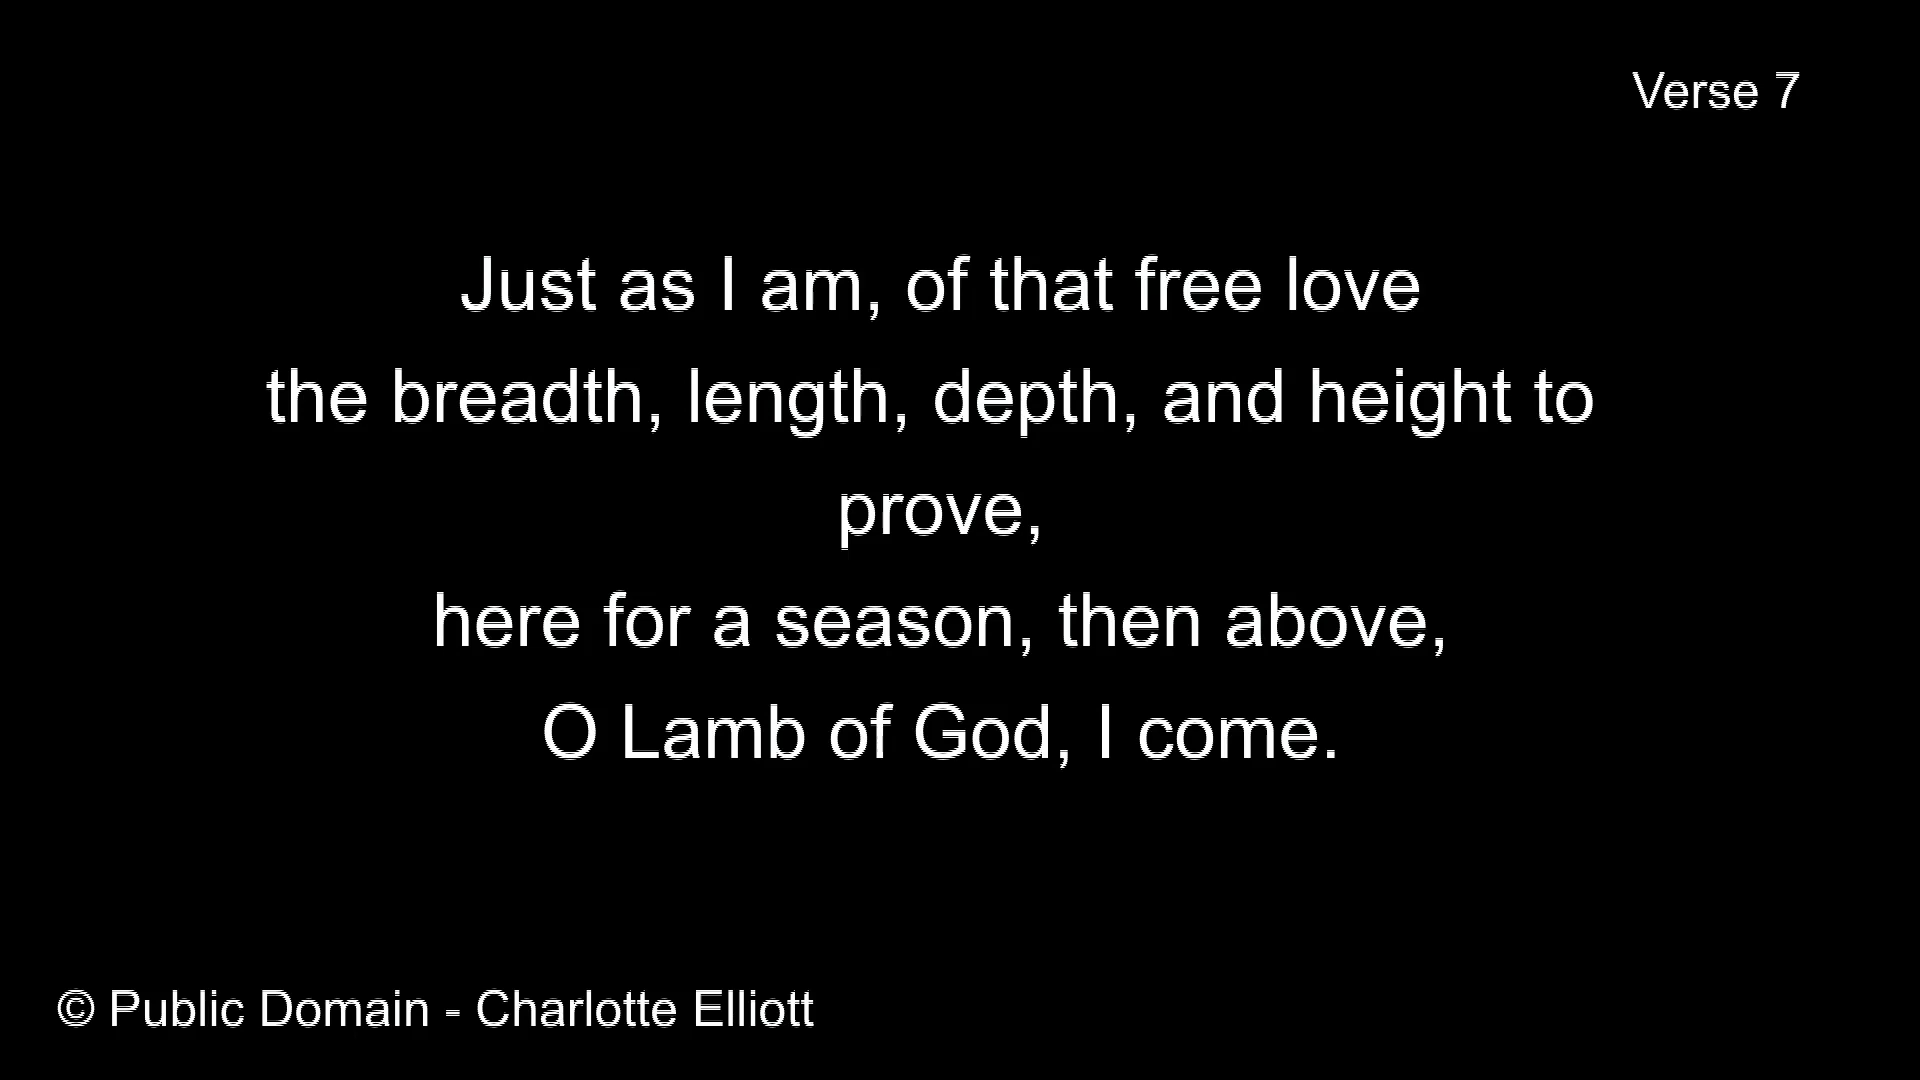 Verse 7
Just as I am, of that free love
the breadth, length, depth, and height to
prove,
here for a season, then above,
O Lamb of God, I come.
© Public Domain - Charlotte Elliott